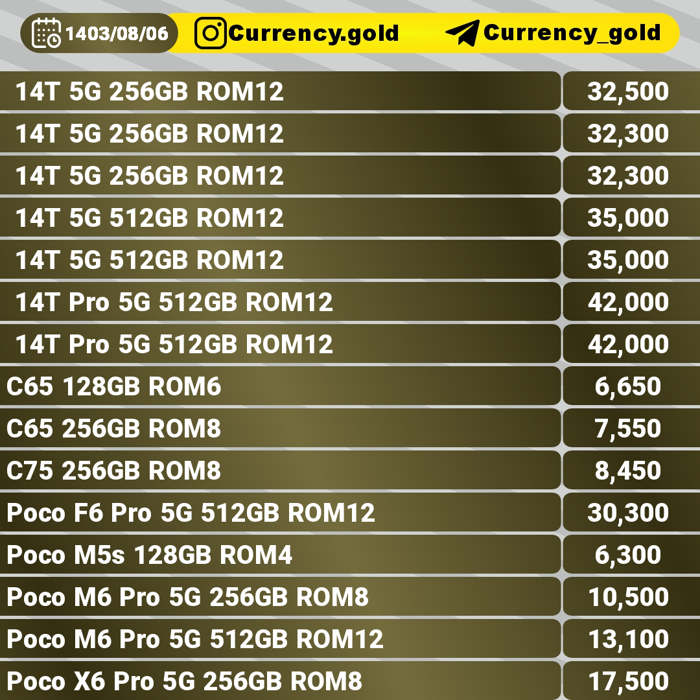 1403/08/06 Currency.gold Currency_gold
14T 5G 256GB ROM12 32,500
14T 5G 256GB ROM12 32,300
14T 5G 256GB ROM12 32,300
14T 5G 512GB ROM12 35,000
14T 5G 512GB ROM12 35,000
14T Pro 5G 512GB ROM12 42,000
14T Pro 5G 512GB ROM12 42,000
C65 128GB ROM6 6,650
C65 256GB ROM8 7,550
C75 256GB ROM8 8,450
Poco F6 Pro 5G 512GB ROM12 30,300
Poco M5s 128GB ROM4 6,300
Poco M6 Pro 5G 256GB ROM8 10,500
Poco M6 Pro 5G 512GB ROM12 13,100
Poco X6 Pro 5G 256GB ROM8 17,500